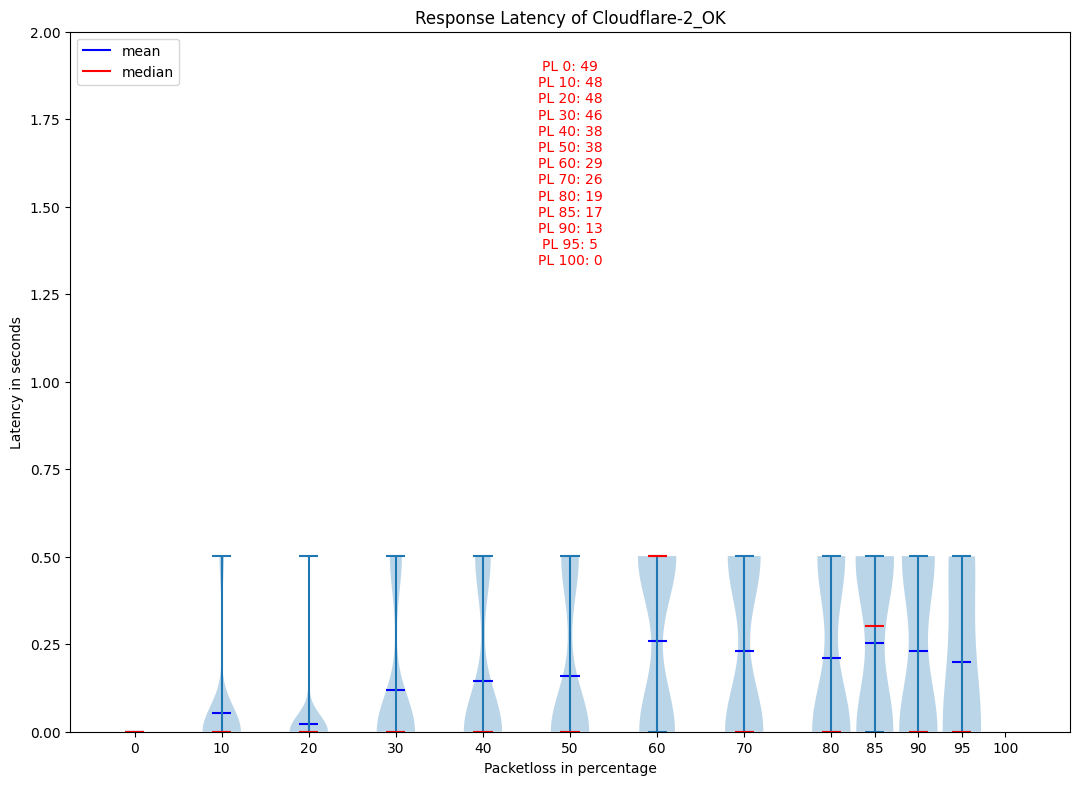 Response Latency of Cloudflare-2_OK
mean
median
PL 0: 49
PL 10: 48
PL 20: 48
PL 30: 46
PL 40: 38
PL 50: 38
PL 60: 29
PL 70: 26
PL 80: 19
PL 85: 17
PL 90: 13
PL 95: 5
PL 100: 0
Latency in seconds
2.00
1.75
1.50
1.25
1.00
0.75
0.50
0.25
0.00
0 10 20 30 40 50 60 70 80 85 90 95 100
Packetloss in percentage